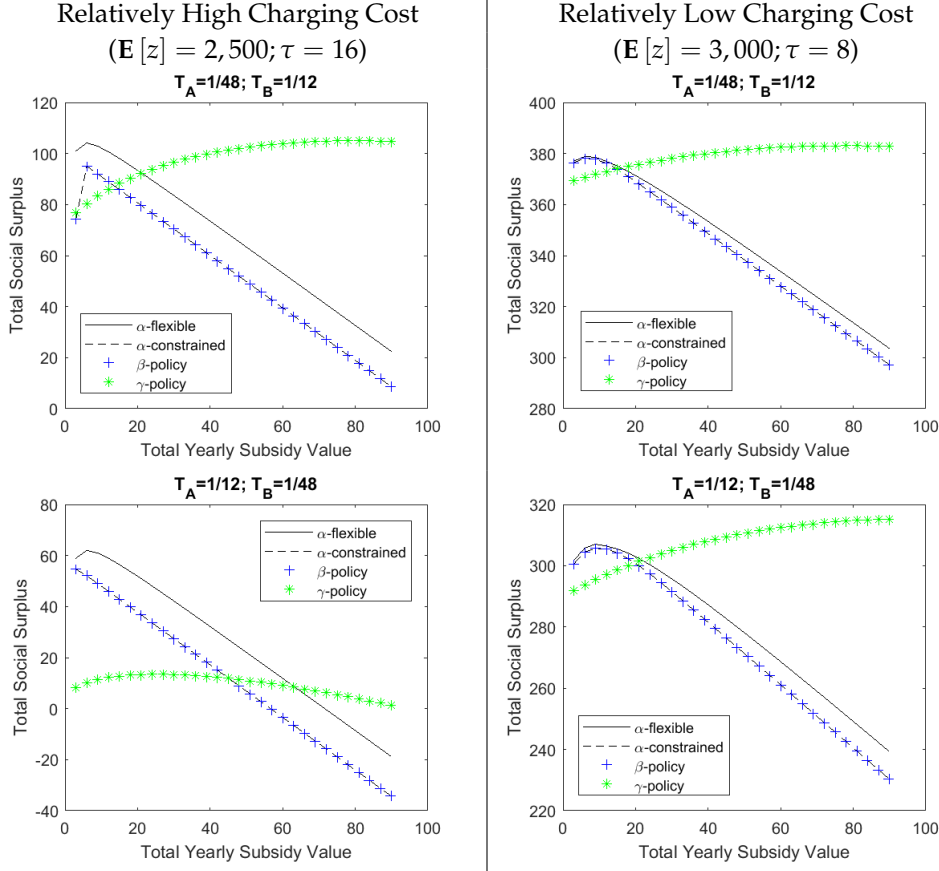 Relatively High Charging Cost
(E [z] = 2,500; τ = 16)
T_A=1/48; T_B=1/12
Total Social Surplus
120
100
80
60
40
20
0
α-flexible
α-constrained
β-policy
γ-policy
0 20 40 60 80 100
Total Yearly Subsidy Value
T_A=1/12; T_B=1/48
Total Social Surplus
80
60
40
20
0
-20
-40
α-flexible
α-constrained
β-policy
γ-policy
0 20 40 60 80 100
Total Yearly Subsidy Value
Relatively Low Charging Cost
(E [z] = 3,000; τ = 8)
T_A=1/48; T_B=1/12
Total Social Surplus
400
380
360
340
320
300
280
α-flexible
α-constrained
β-policy
γ-policy
0 20 40 60 80 100
Total Yearly Subsidy Value
T_A=1/12; T_B=1/48
Total Social Surplus
320
300
280
260
240
220
α-flexible
α-constrained
β-policy
γ-policy
0 20 40 60 80 100
Total Yearly Subsidy Value